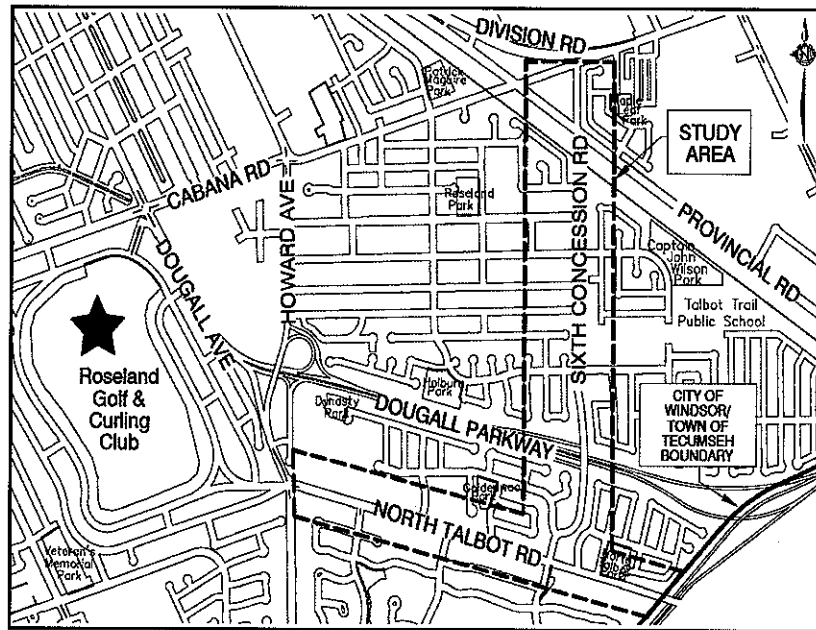 DIVISION RD
Patrick
Maguire
Park
Maple
Leaf
Park
STUDY
AREA
CABANA RD
HOWARD AVE
Roseland
Park
SIXTH CONCESSION RD
PROVINCIAL RD
DOUGALL AVE
Captain
John
Wilson
Park
Talbot Trail
Public School
Roseland
Golf &
Curling
Club
Holburn
Park
Dynasty
Park
DOUGALL PARKWAY
CITY OF
WINDSOR/
TOWN OF
TECUMSEH
BOUNDARY
NORTH TALBOT RD
Veteran's
Memorial
Park